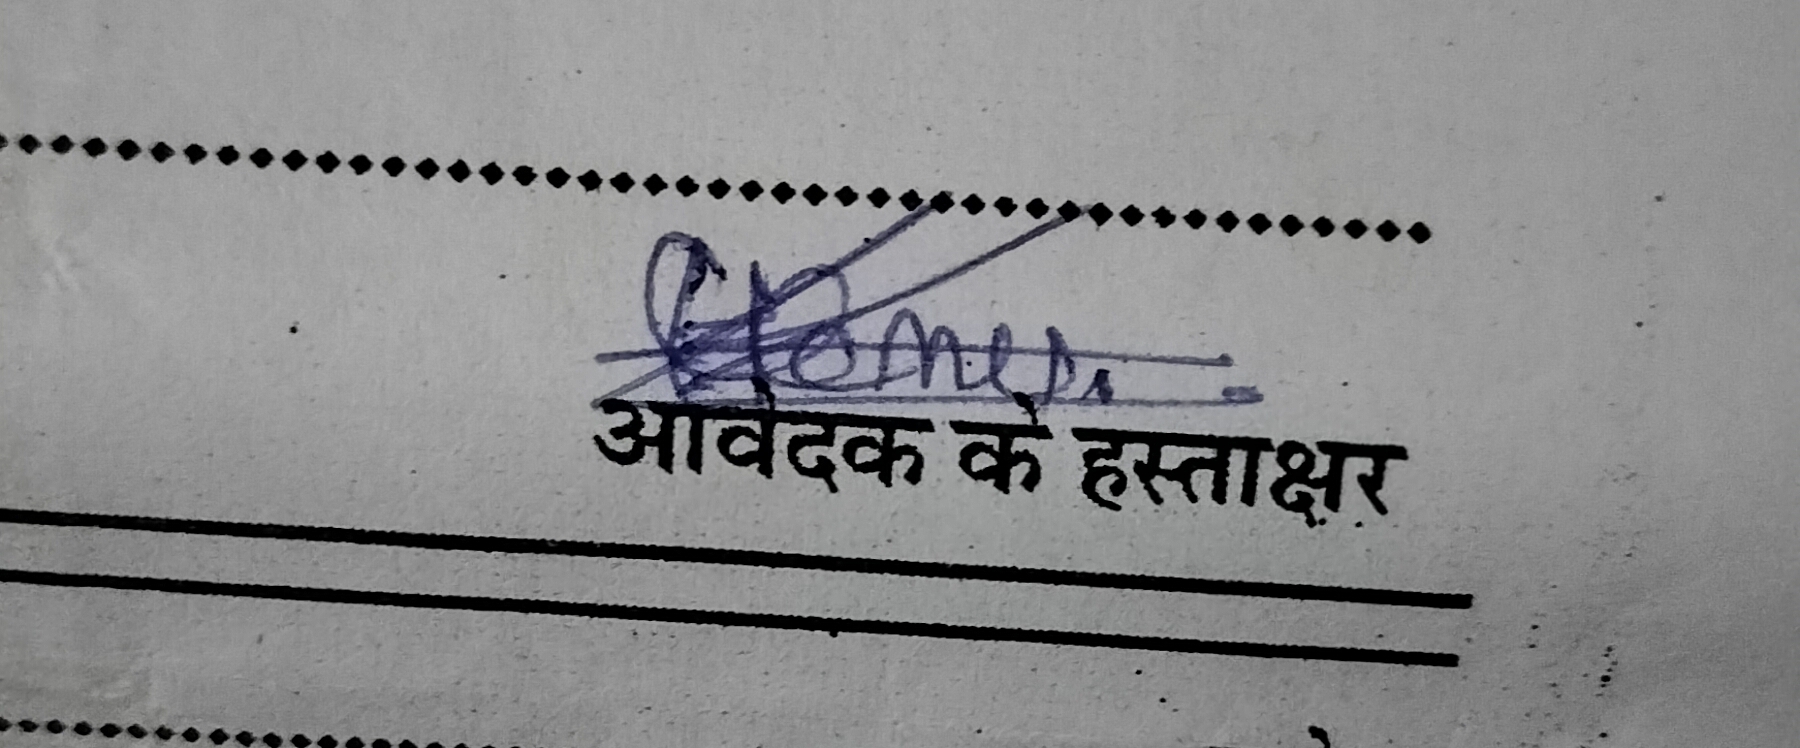 आवेदक के हस्ताक्षर